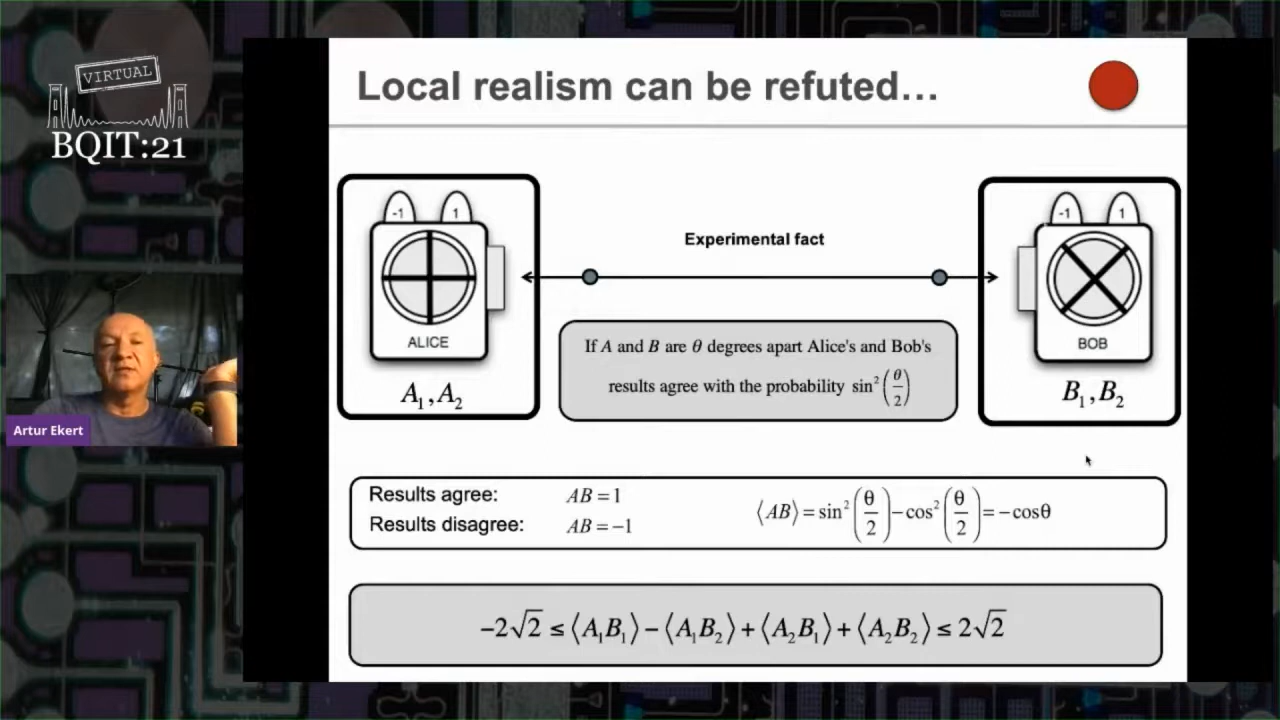 VIRTUAL
BQIT:21
Local realism can be refuted…
-1 1
ALICE
A₁, A₂
Experimental fact
If A and B are θ degrees apart Alice's and Bob's
results agree with the probability sin²(θ/2)
-1 1
BOB
B₁, B₂
Artur Ekert
Results agree: AB = 1
Results disagree: AB = −1
⟨AB⟩ = sin²(θ/2) − cos²(θ/2) = − cosθ
−2√2 ≤ ⟨A₁B₁⟩ − ⟨A₁B₂⟩ + ⟨A₂B₁⟩ + ⟨A₂B₂⟩ ≤ 2√2